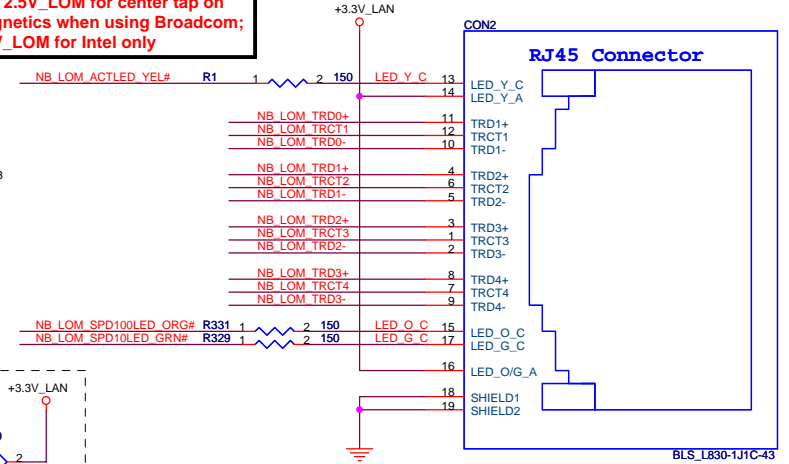 2.5V_LOM for center tap on
gnetics when using Broadcom;
V_LOM for Intel only
+3.3V_LAN
CON2
RJ45 Connector
NB_LOM_ACTLED_YEL# R1 1 2 150 LED_Y_C 13 LED_Y_C
14 LED_Y_A
NB_LOM_TRD0+ 11 TRD1+
NB_LOM_TRCT1 12 TRCT1
NB_LOM_TRD0- 10 TRD1-
NB_LOM_TRD1+ 4 TRD2+
NB_LOM_TRCT2 6 TRCT2
NB_LOM_TRD1- 5 TRD2-
NB_LOM_TRD2+ 3 TRD3+
NB_LOM_TRCT3 1 TRCT3
NB_LOM_TRD2- 2 TRD3-
NB_LOM_TRD3+ 8 TRD4+
NB_LOM_TRCT4 7 TRCT4
NB_LOM_TRD3- 9 TRD4-
NB_LOM_SPD100LED_ORG# R331 1 2 150 LED_O_C 15 LED_O_C
NB_LOM_SPD10LED_GRN# R329 1 2 150 LED_G_C 17 LED_G_C
16 LED_O/G_A
+3.3V_LAN
18 SHIELD1
19 SHIELD2
2
BLS_L830-1J1C-43